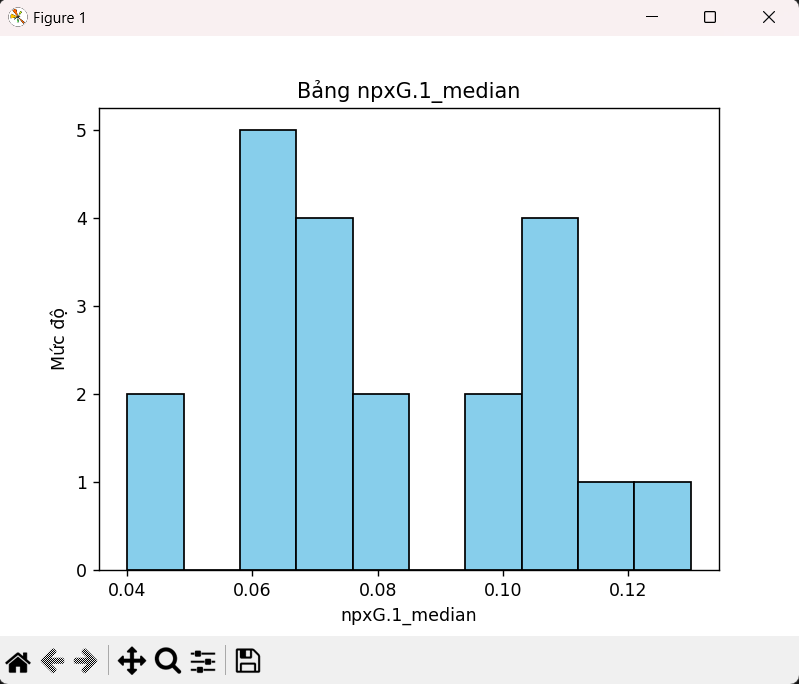 Figure 1
Bảng npxG.1_median
5
4
3
2
1
0
Mức độ
0.04
0.06
0.08
0.10
0.12
npxG.1_median